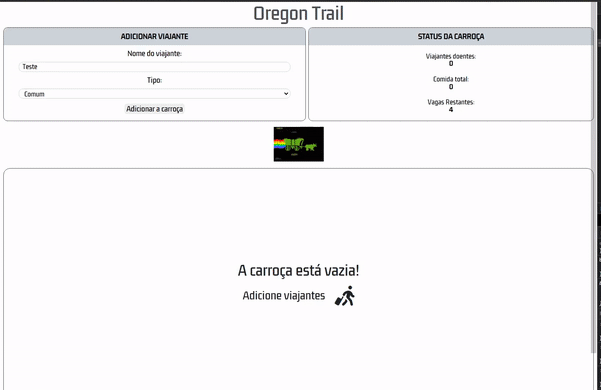 Oregon Trail
ADICIONAR VIAJANTE
Nome do viajante:
Teste
Tipo:
Comum
Adicionar a carroça
STATUS DA CARROÇA
Viajantes doentes:
0
Comida total:
0
Vagas Restantes:
4
A carroça está vazia!
Adicione viajantes